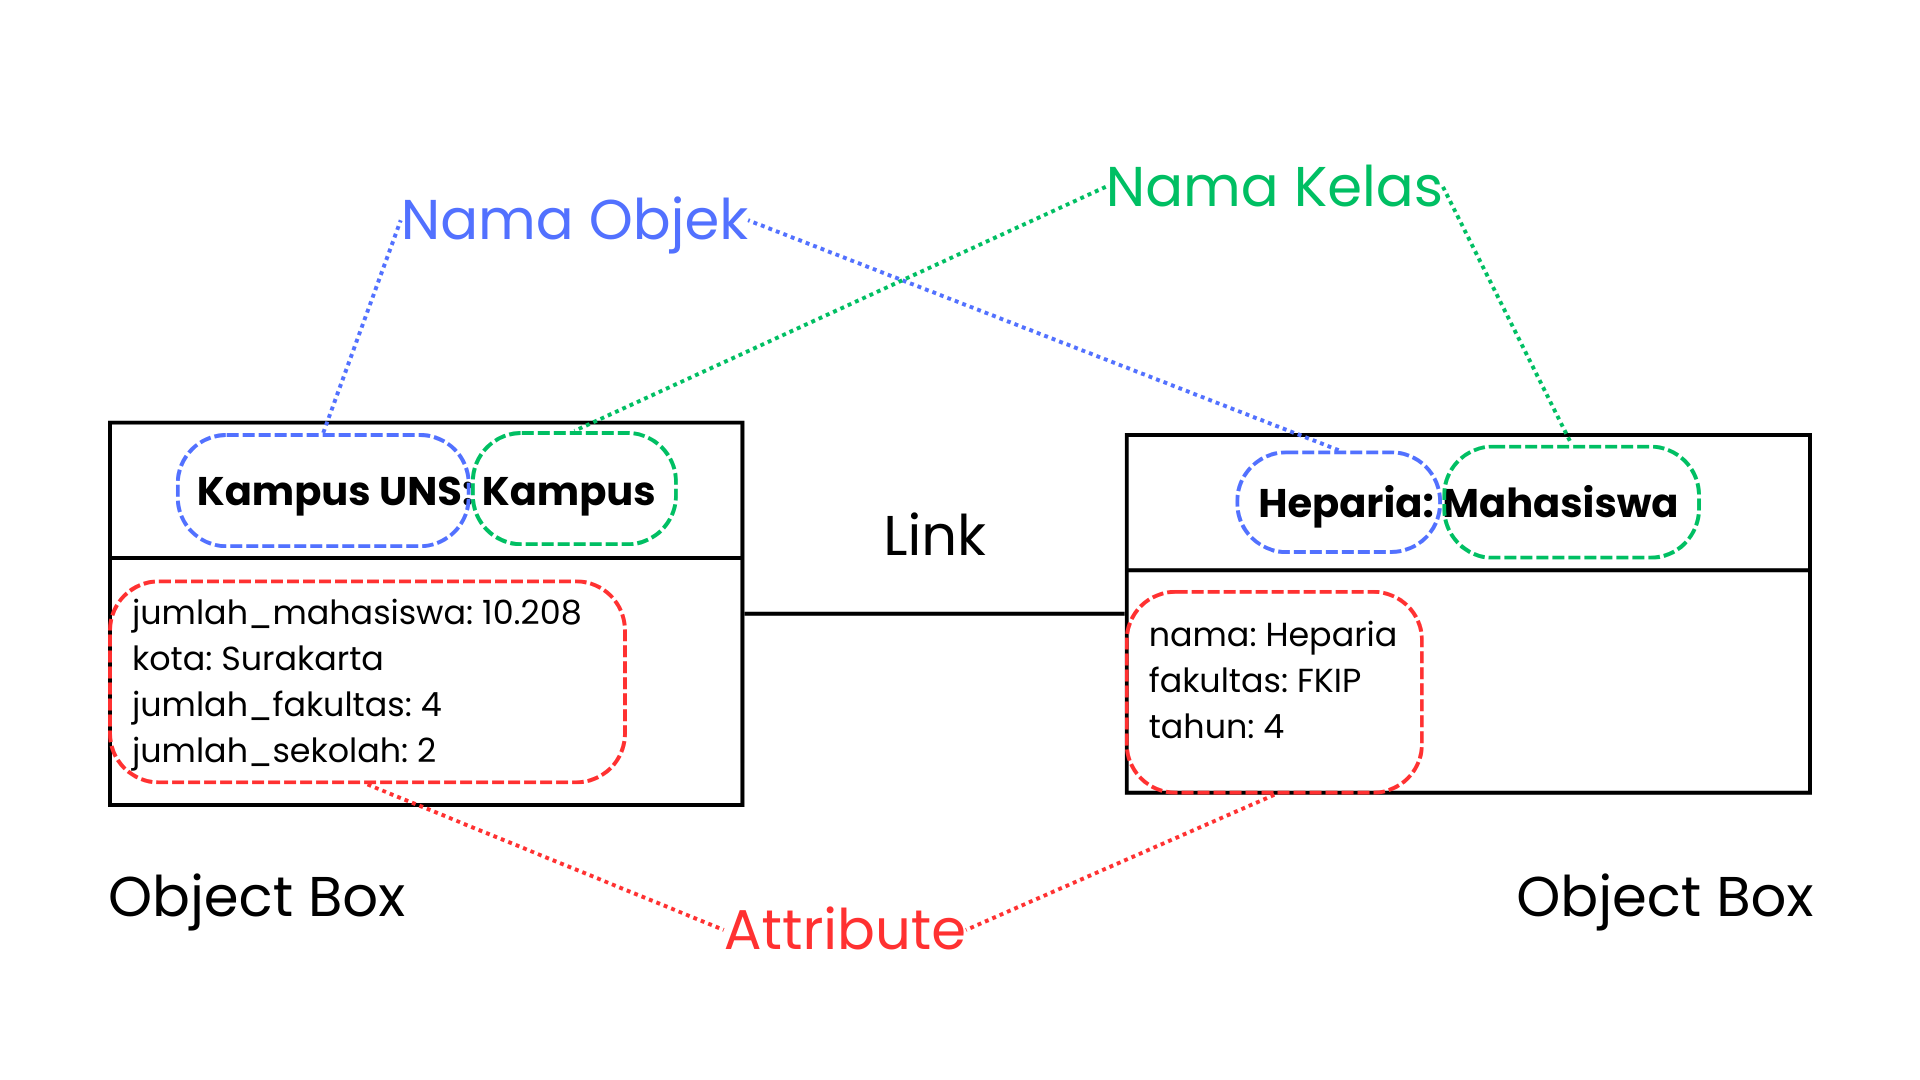 Nama Kelas
Nama Objek
Kampus UNS: Kampus
Heparia: Mahasiswa
Link
jumlah_mahasiswa: 10.208
kota: Surakarta
jumlah_fakultas: 4
jumlah_sekolah: 2
nama: Heparia
fakultas: FKIP
tahun: 4
Object Box
Object Box
Attribute